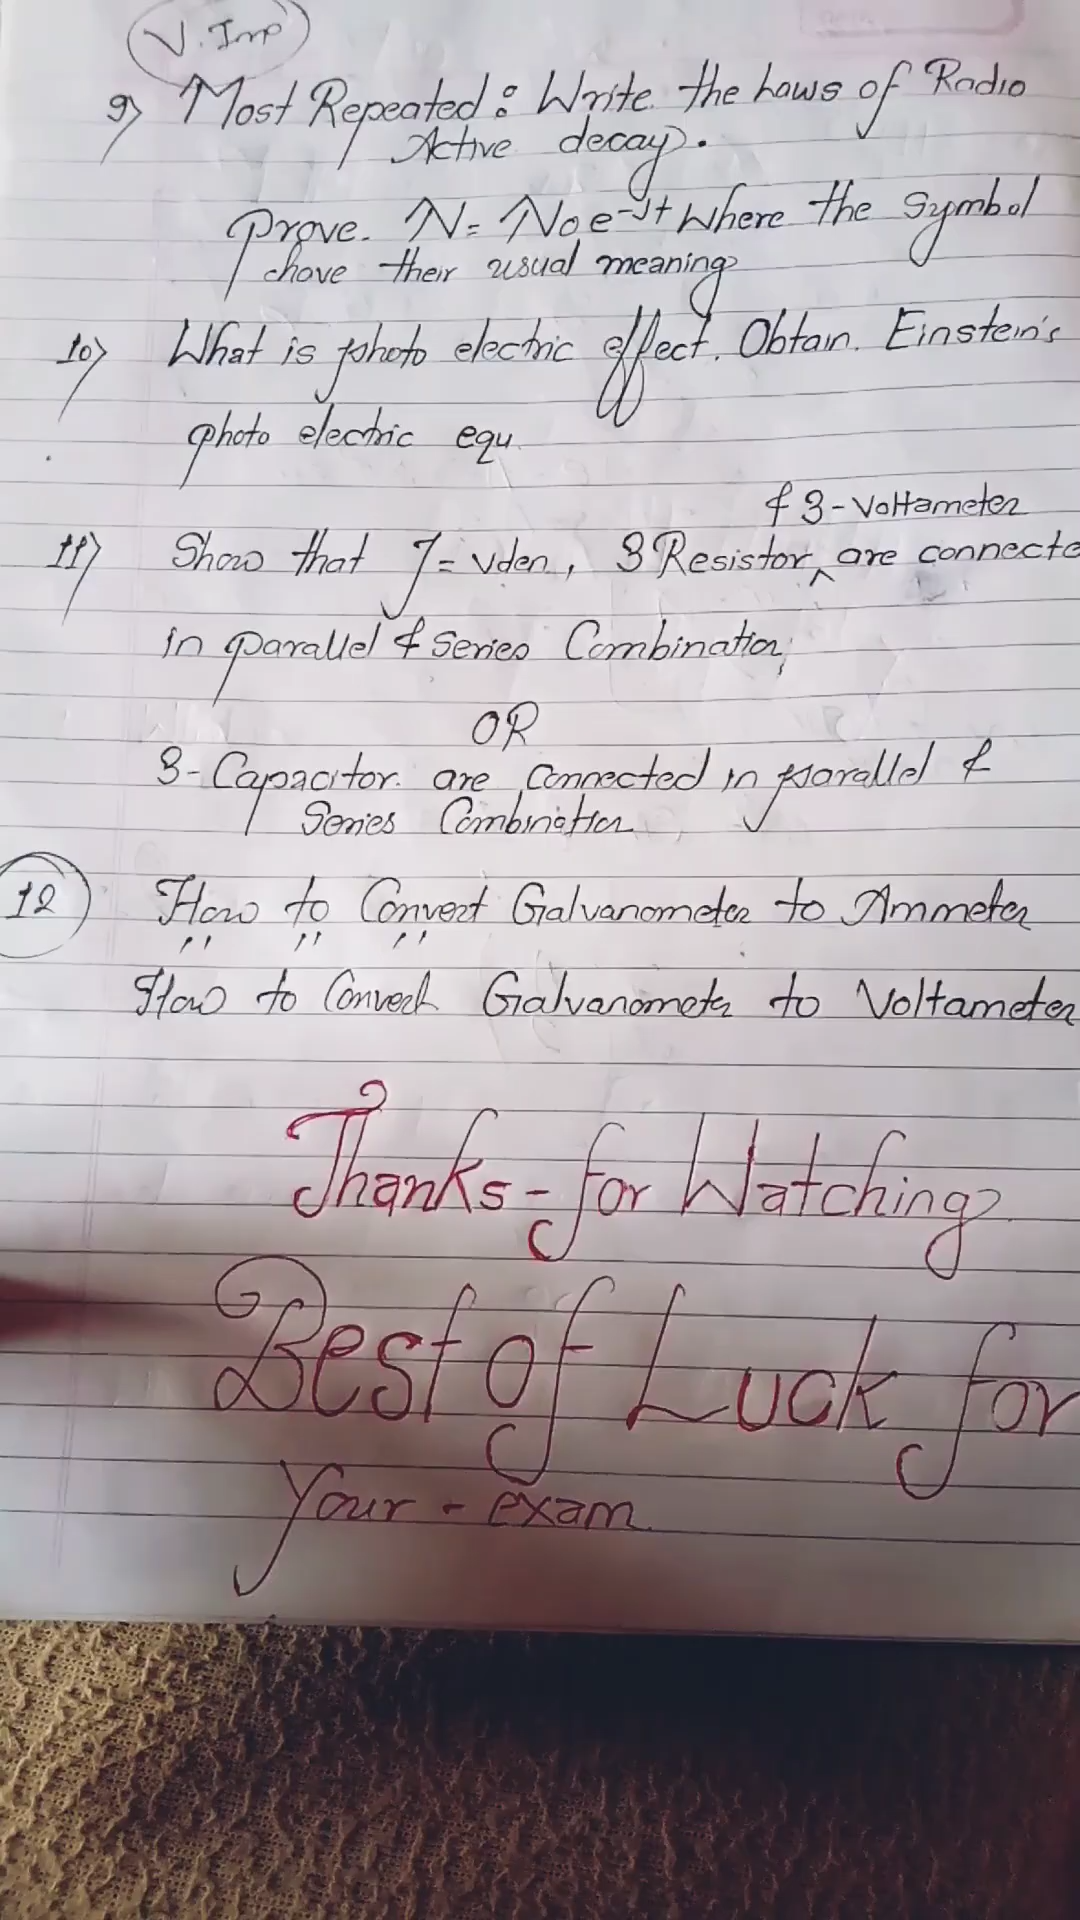 V. Imp
9) Most Repeated: Write the Laws of Radio
Active decay.
Prove. N = Noe-λt Where the Symbol
have their usual meaning
10) What is photo electric effect. Obtain. Einstein's
photo electric equ.
& 3-Voltameter
11) Show that J = vden, 3 Resistor ^ are connecte
in parallel & Series Combination,
OR
3-Capacitor. are Connected in parallel &
Series Combination
12 How to Convert Galvanometer to Ammeter
How to Convert Galvanometer to Voltameter
Thanks-for Watching
Best of Luck for
your - exam.